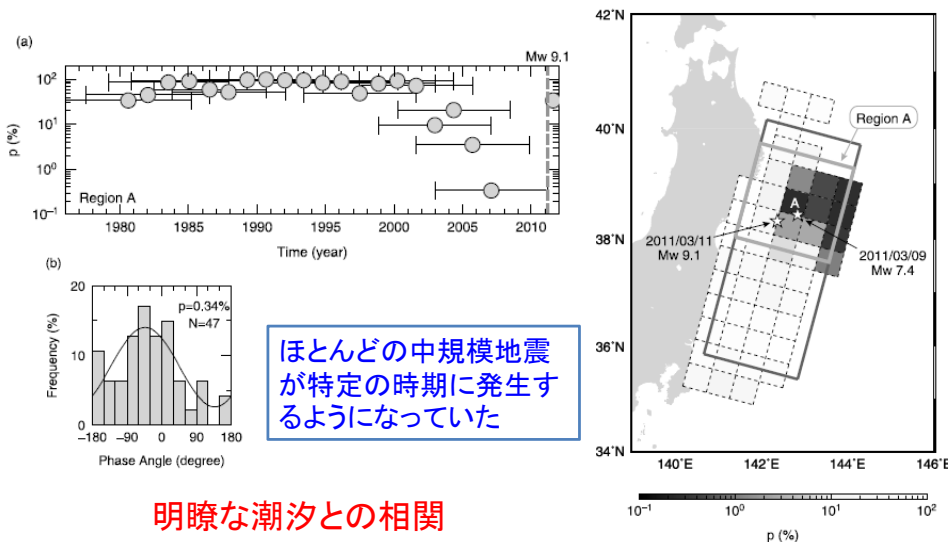 (a)
Mw 9.1
10²
10¹
10⁰
10⁻¹
p (%)
Region A
1980
1985
1990
1995
2000
2005
2010
Time (year)
(b)
20
10
0
Frequency (%)
p=0.34%
N=47
−180
−90
0
90
180
Phase Angle (degree)
ほとんどの中規模地震
が特定の時期に発生す
るようになっていた
明瞭な潮汐との相関
42°N
40°N
38°N
36°N
34°N
Region A
A
2011/03/11
Mw 9.1
2011/03/09
Mw 7.4
140°E
142°E
144°E
146°E
10⁻¹
10⁰
10¹
10²
p (%)